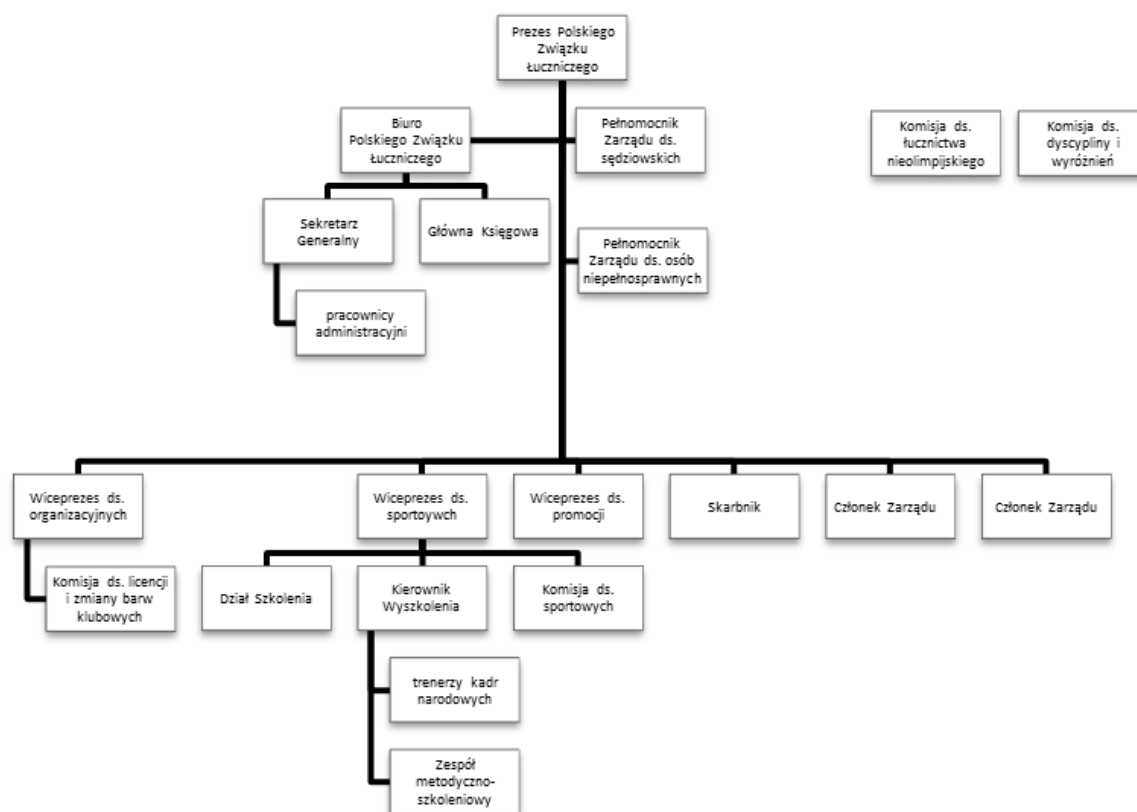 Prezes Polskiego
Związku
Łuczniczego
Biuro
Polskiego Związku
Łuczniczego
Pełnomocnik
Zarządu ds.
sędziowskich
Komisja ds.
łucznictwa
nieolimpijskiego
Komisja ds.
dyscypliny i
wyróżnień
Sekretarz
Generalny
Główna Księgowa
Pełnomocnik
Zarządu ds. osób
niepełnosprawnych
pracownicy
administracyjni
Wiceprezes ds.
organizacyjnych
Wiceprezes ds.
sportoywch
Wiceprezes ds.
promocji
Skarbnik
Członek Zarządu
Członek Zarządu
Komisja ds. licencji
i zmiany barw
klubowych
Dział Szkolenia
Kierownik
Wyszkolenia
Komisja ds.
sportowych
trenerzy kadr
narodowych
Zespół
metodyczno-
szkoleniowy